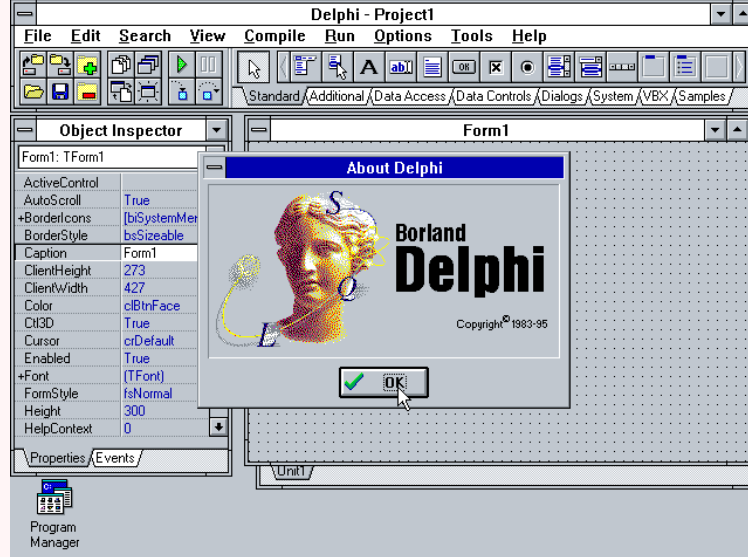 Delphi - Project1
File Edit Search View Compile Run Options Tools Help
OK
Standard Additional Data Access Data Controls Dialogs System VBX Samples
Object Inspector
Form1: TForm1
ActiveControl
AutoScroll True
+BorderIcons [biSystemMen
BorderStyle bsSizeable
Caption Form1
ClientHeight 273
ClientWidth 427
Color clBtnFace
Ctl3D True
Cursor crDefault
Enabled True
+Font (TFont)
FormStyle fsNormal
Height 300
HelpContext 0
Properties Events
Form1
About Delphi
S
Q
L
Borland
Delphi
Copyright© 1983-95
OK
Unit1
Program
Manager